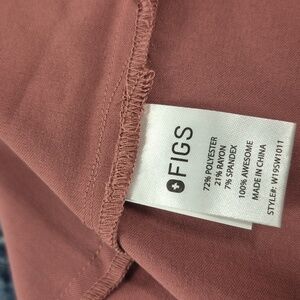 FIGS
72% POLYESTER
21% RAYON
7% SPANDEX
100% AWESOME
MADE IN CHINA
STYLE#: W19SW1011